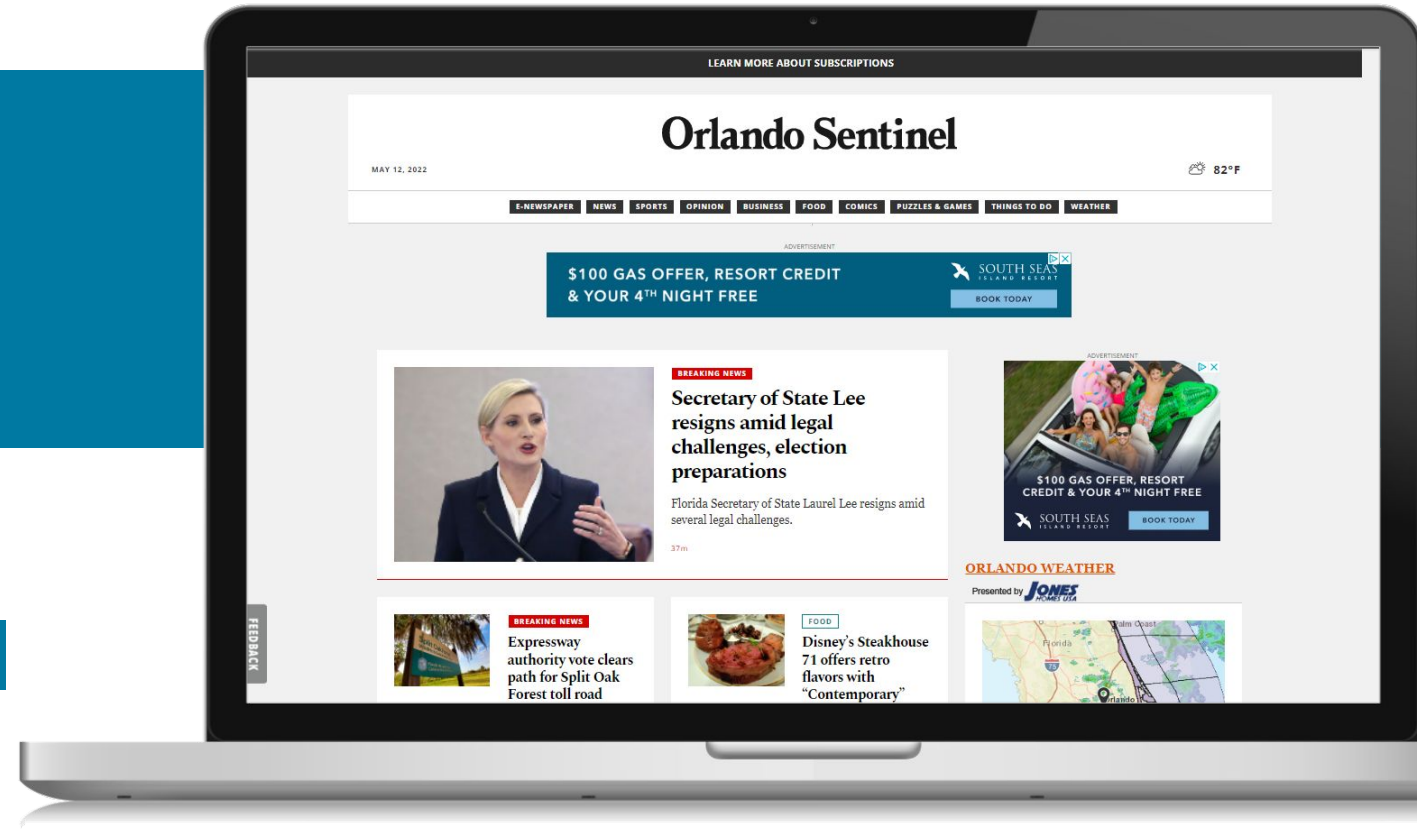 LEARN MORE ABOUT SUBSCRIPTIONS
Orlando Sentinel
MAY 12, 2022
82°F
E-NEWSPAPER NEWS SPORTS OPINION BUSINESS FOOD COMICS PUZZLES & GAMES THINGS TO DO WEATHER
ADVERTISEMENT
$100 GAS OFFER, RESORT CREDIT
& YOUR 4TH NIGHT FREE
SOUTH SEAS
ISLAND RESORT
BOOK TODAY
BREAKING NEWS
Secretary of State Lee
resigns amid legal
challenges, election
preparations
Florida Secretary of State Laurel Lee resigns amid
several legal challenges.
37m
ADVERTISEMENT
$100 GAS OFFER, RESORT
CREDIT & YOUR 4TH NIGHT FREE
SOUTH SEAS
ISLAND RESORT
BOOK TODAY
ORLANDO WEATHER
Presented by JONES
HOMES USA
FEEDBACK
BREAKING NEWS
Expressway
authority vote clears
path for Split Oak
Forest toll road
FOOD
Disney's Steakhouse
71 offers retro
flavors with
“Contemporary”
Palm Coast
Florida
75
Orlando